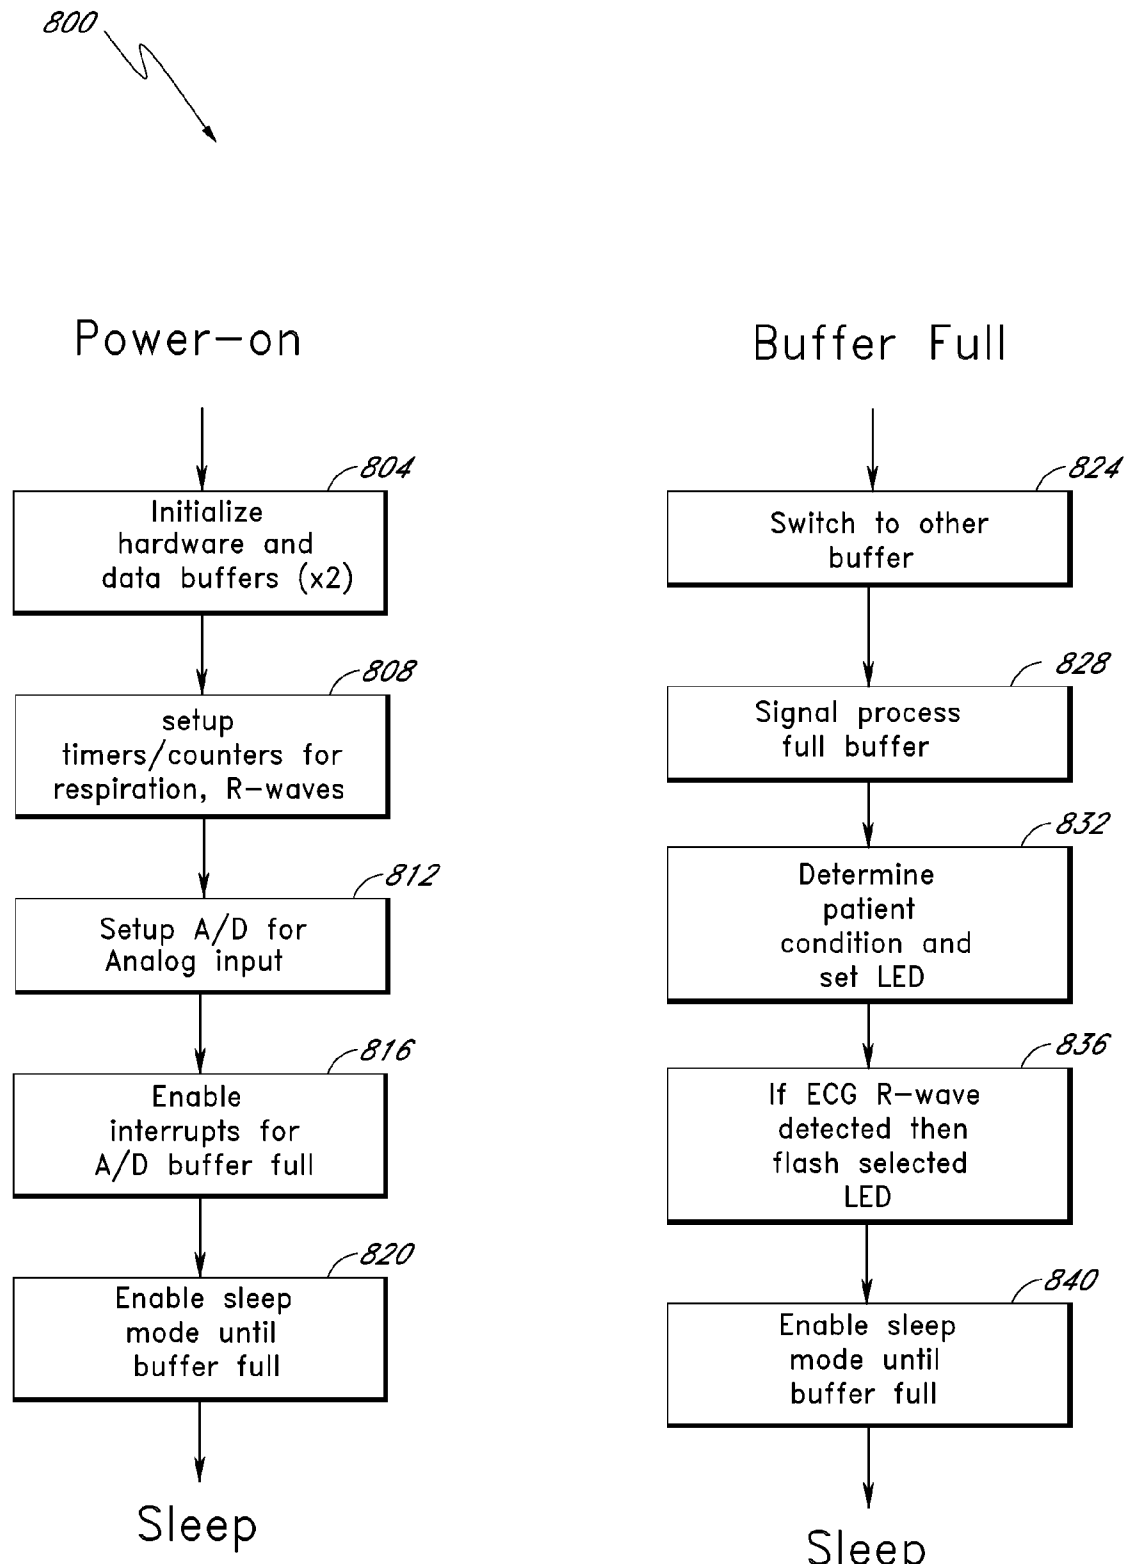 800
Power-on
804
Initialize
hardware and
data buffers (x2)
808
setup
timers/counters for
respiration, R-waves
812
Setup A/D for
Analog input
816
Enable
interrupts for
A/D buffer full
820
Enable sleep
mode until
buffer full
Sleep
Buffer Full
824
Switch to other
buffer
828
Signal process
full buffer
832
Determine
patient
condition and
set LED
836
If ECG R-wave
detected then
flash selected
LED
840
Enable sleep
mode until
buffer full
Sleep